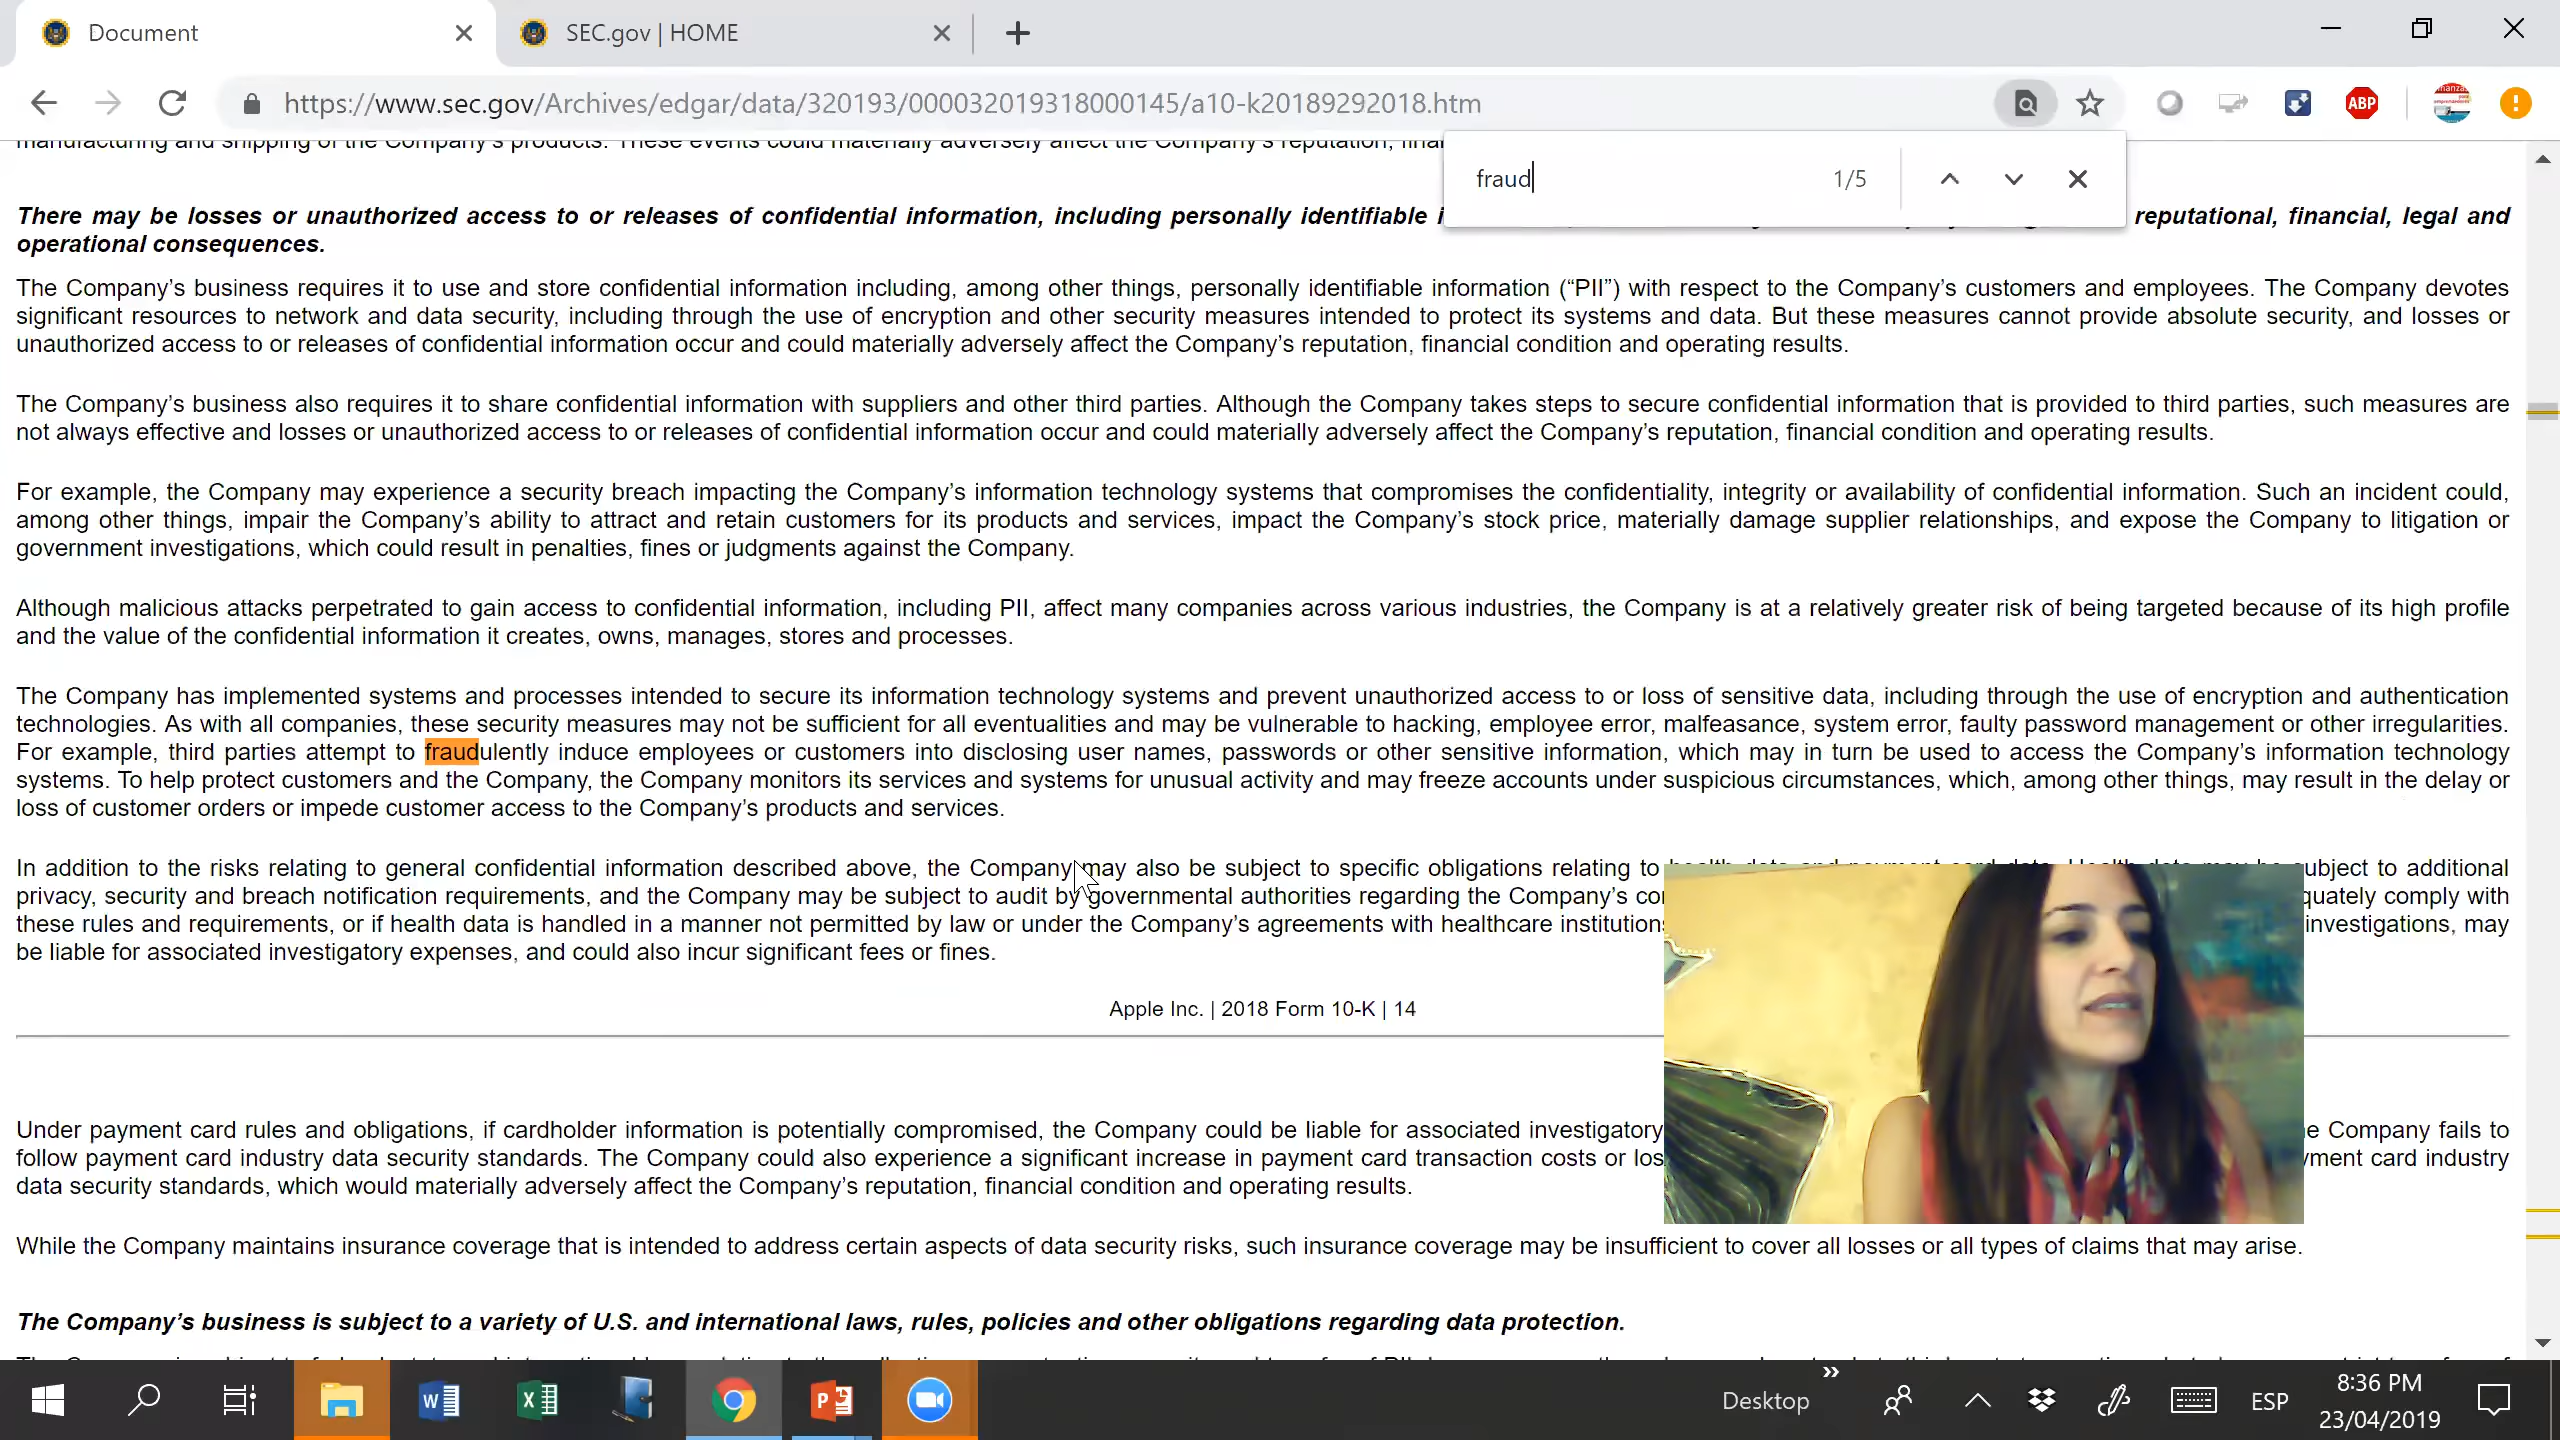 Document
SEC.gov | HOME
https://www.sec.gov/Archives/edgar/data/320193/000032019318000145/a10-k20189292018.htm
ABP
manufacturing and shipping of the Company's products. These events could materially adversely affect the Company's reputation,
fraud 1/5
There may be losses or unauthorized access to or releases of confidential information, including personally identifiable reputational, financial, legal and
operational consequences.
The Company’s business requires it to use and store confidential information including, among other things, personally identifiable information (“PII”) with respect to the Company’s customers and employees. The Company devotes
significant resources to network and data security, including through the use of encryption and other security measures intended to protect its systems and data. But these measures cannot provide absolute security, and losses or
unauthorized access to or releases of confidential information occur and could materially adversely affect the Company’s reputation, financial condition and operating results.
The Company’s business also requires it to share confidential information with suppliers and other third parties. Although the Company takes steps to secure confidential information that is provided to third parties, such measures are
not always effective and losses or unauthorized access to or releases of confidential information occur and could materially adversely affect the Company’s reputation, financial condition and operating results.
For example, the Company may experience a security breach impacting the Company’s information technology systems that compromises the confidentiality, integrity or availability of confidential information. Such an incident could,
among other things, impair the Company’s ability to attract and retain customers for its products and services, impact the Company’s stock price, materially damage supplier relationships, and expose the Company to litigation or
government investigations, which could result in penalties, fines or judgments against the Company.
Although malicious attacks perpetrated to gain access to confidential information, including PII, affect many companies across various industries, the Company is at a relatively greater risk of being targeted because of its high profile
and the value of the confidential information it creates, owns, manages, stores and processes.
The Company has implemented systems and processes intended to secure its information technology systems and prevent unauthorized access to or loss of sensitive data, including through the use of encryption and authentication
technologies. As with all companies, these security measures may not be sufficient for all eventualities and may be vulnerable to hacking, employee error, malfeasance, system error, faulty password management or other irregularities.
For example, third parties attempt to fraudulently induce employees or customers into disclosing user names, passwords or other sensitive information, which may in turn be used to access the Company’s information technology
systems. To help protect customers and the Company, the Company monitors its services and systems for unusual activity and may freeze accounts under suspicious circumstances, which, among other things, may result in the delay or
loss of customer orders or impede customer access to the Company’s products and services.
In addition to the risks relating to general confidential information described above, the Company may also be subject to specific obligations relating to health data and payment card data. Health data may be subject to additional
privacy, security and breach notification requirements, and the Company may be subject to audit by governmental authorities regarding the Company’s comply with
these rules and requirements, or if health data is handled in a manner not permitted by law or under the Company’s agreements with healthcare institutions investigations, may
be liable for associated investigatory expenses, and could also incur significant fees or fines.
Apple Inc. | 2018 Form 10-K | 14
Under payment card rules and obligations, if cardholder information is potentially compromised, the Company could be liable for associated investigatory Company fails to
follow payment card industry data security standards. The Company could also experience a significant increase in payment card transaction costs or card industry
data security standards, which would materially adversely affect the Company’s reputation, financial condition and operating results.
While the Company maintains insurance coverage that is intended to address certain aspects of data security risks, such insurance coverage may be insufficient to cover all losses or all types of claims that may arise.
The Company’s business is subject to a variety of U.S. and international laws, rules, policies and other obligations regarding data protection.
Desktop
ESP
8:36 PM
23/04/2019